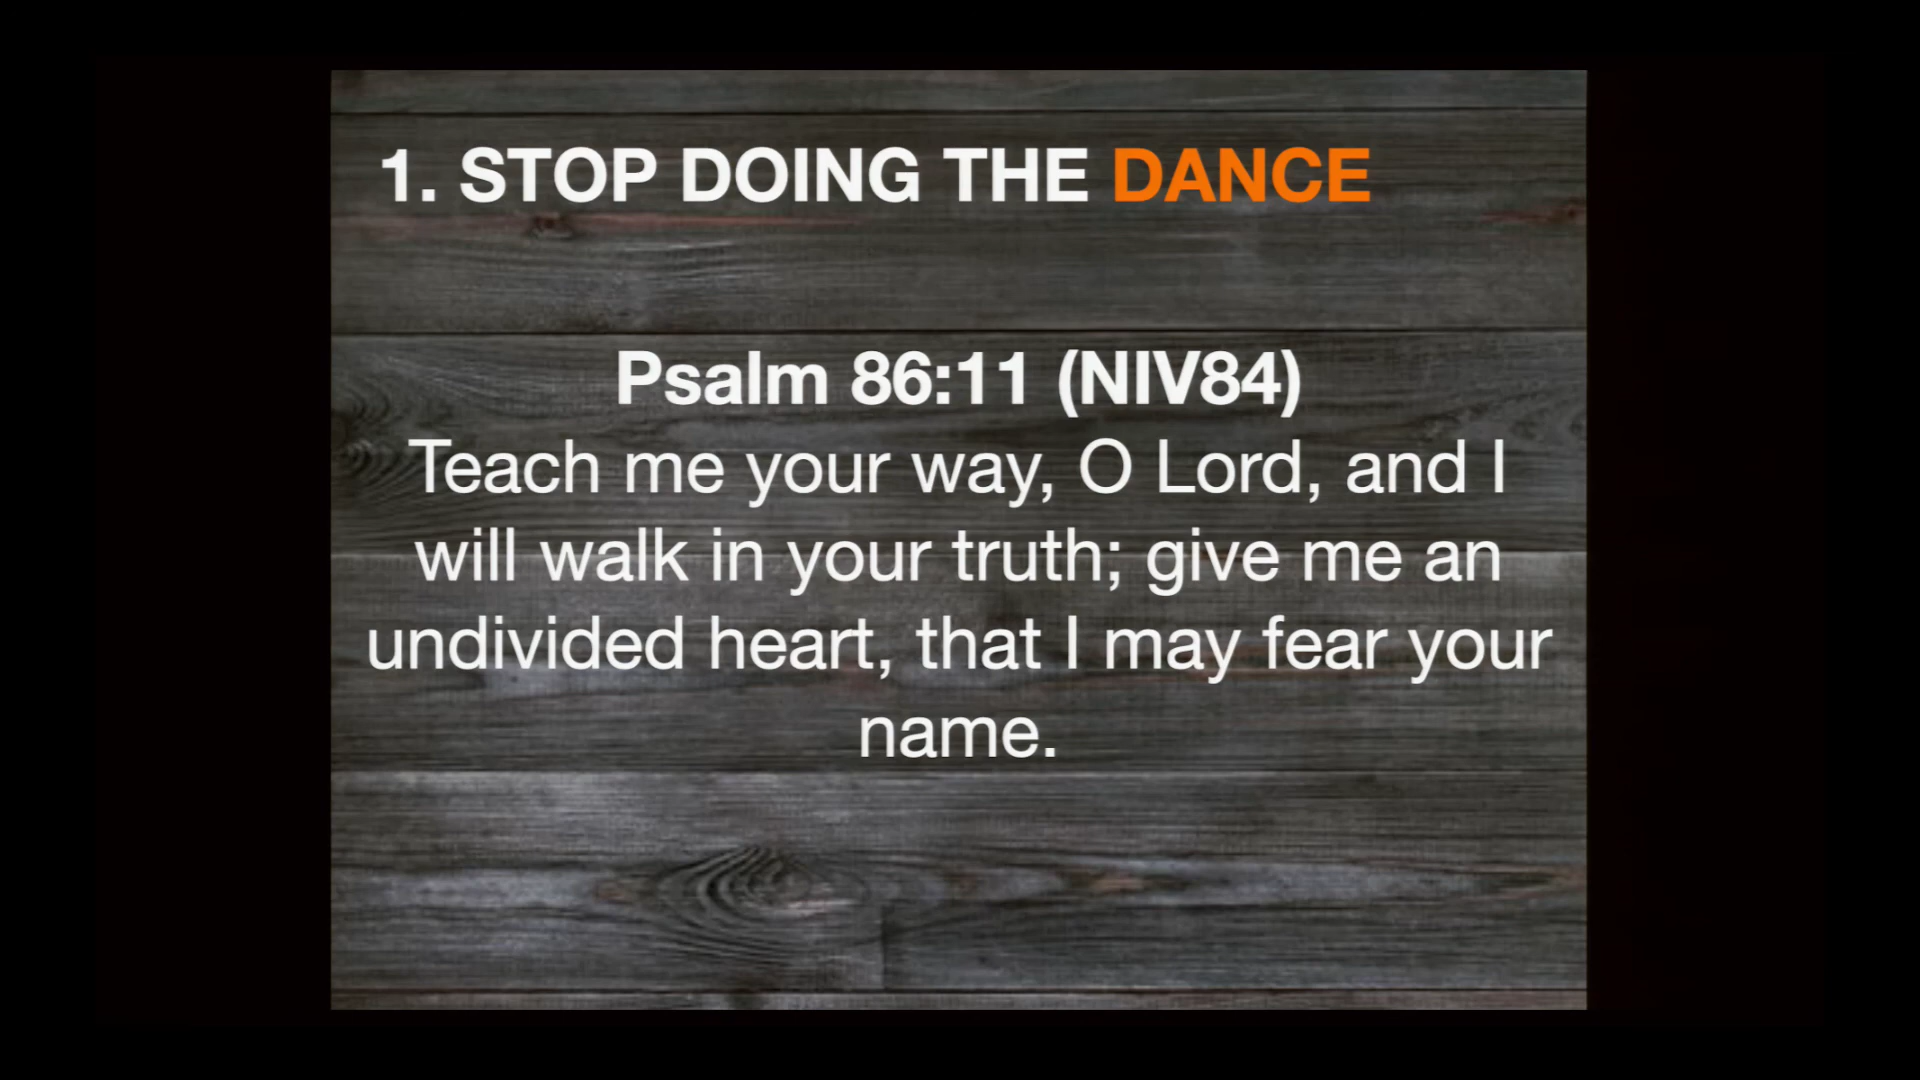 1. STOP DOING THE DANCE
Psalm 86:11 (NIV84)
Teach me your way, O Lord, and I
will walk in your truth; give me an
undivided heart, that I may fear your
name.